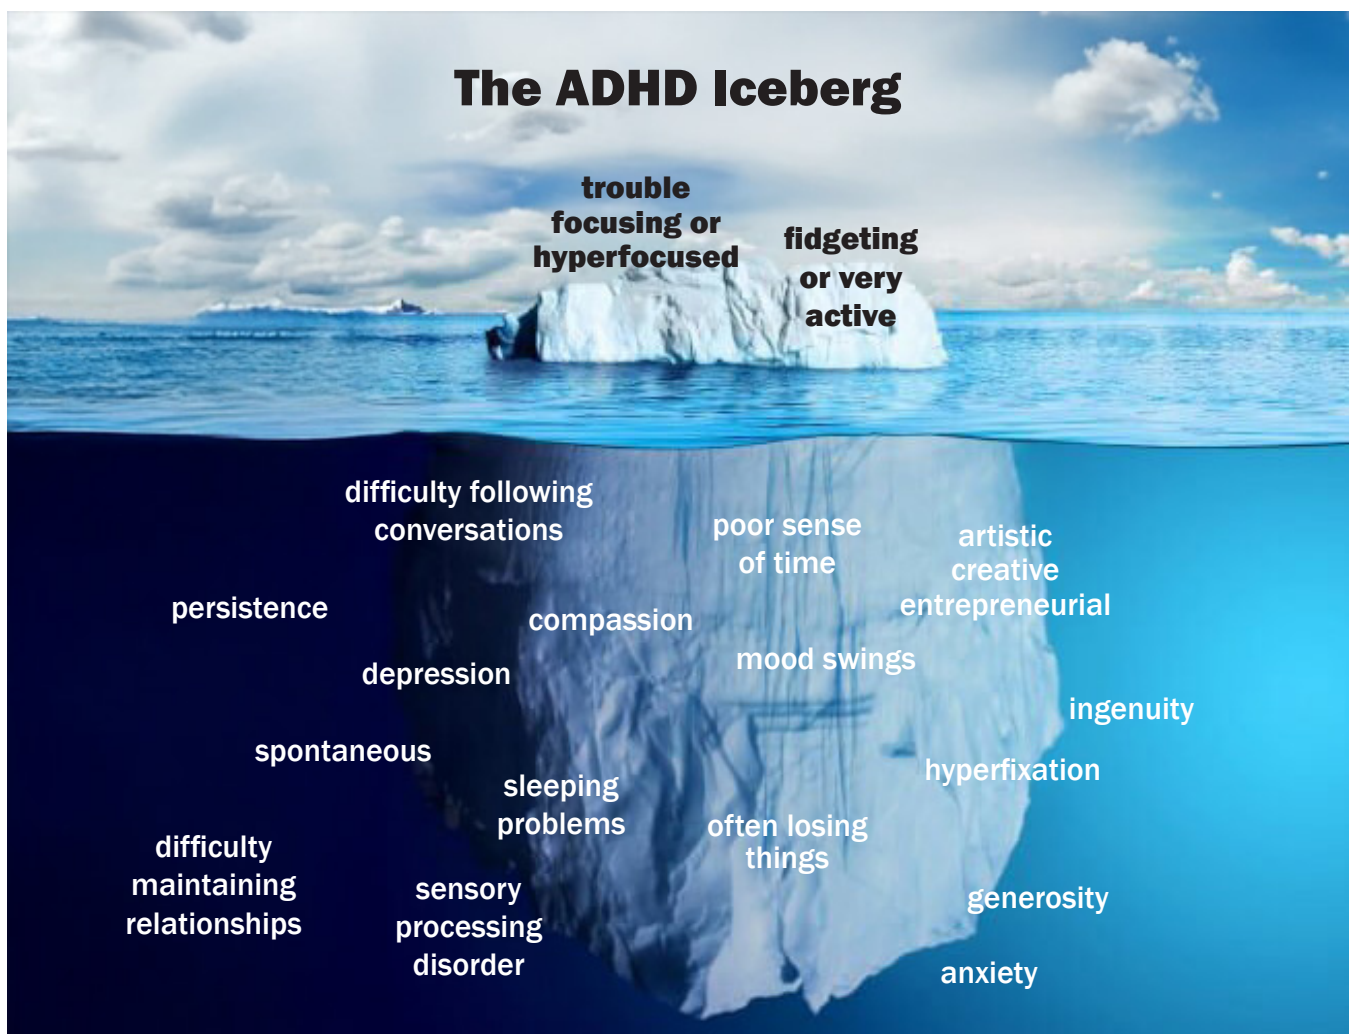 The ADHD Iceberg
trouble
focusing or
hyperfocused
fidgeting
or very
active
difficulty following
conversations
poor sense
of time
artistic
creative
entrepreneurial
persistence
compassion
mood swings
depression
ingenuity
spontaneous
hyperfixation
sleeping
problems
often losing
things
difficulty
maintaining
relationships
sensory
processing
disorder
generosity
anxiety